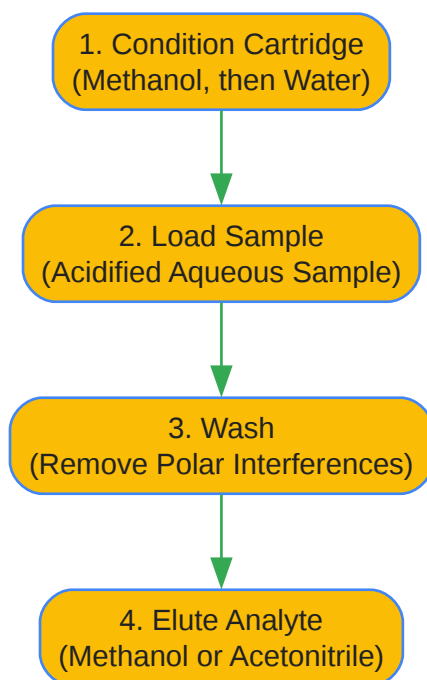 1. Condition Cartridge
(Methanol, then Water)
2. Load Sample
(Acidified Aqueous Sample)
3. Wash
(Remove Polar Interferences)
4. Elute Analyte
(Methanol or Acetonitrile)